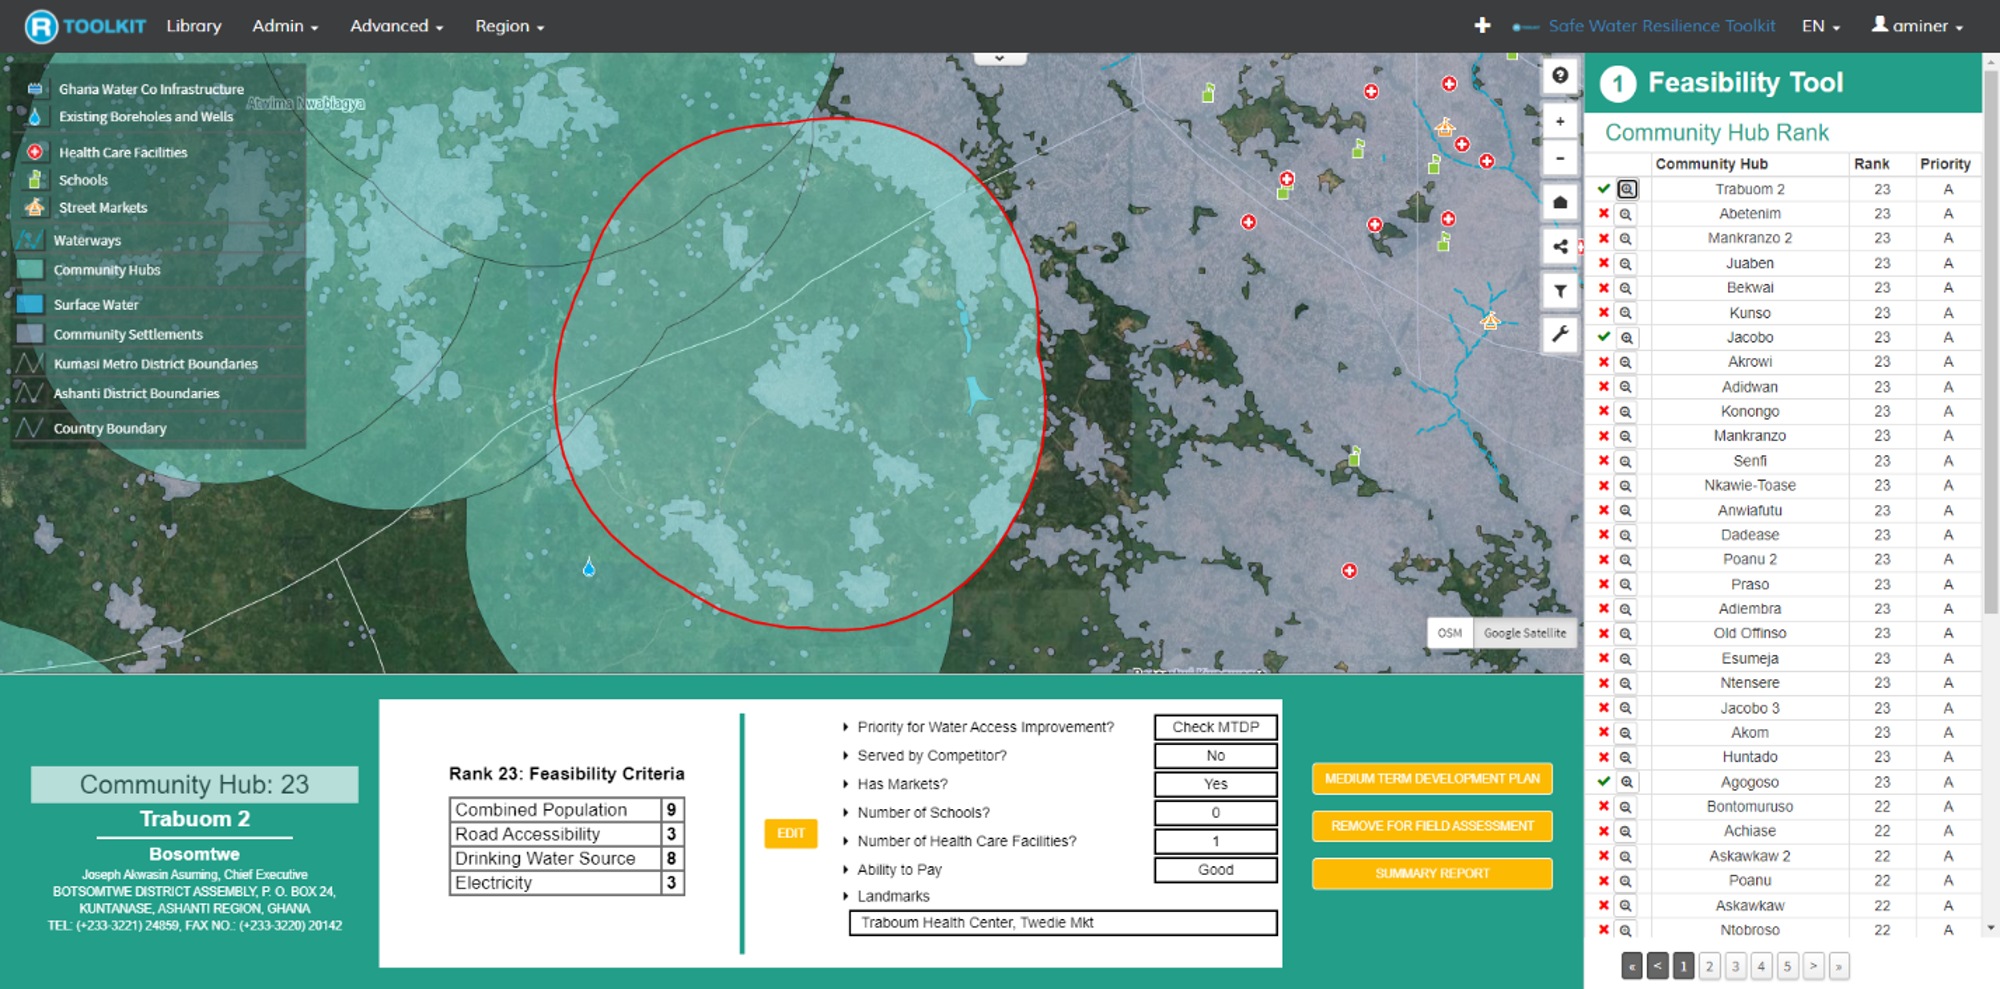 R TOOLKIT Library Admin Advanced Region + Safe Water Resilience Toolkit EN aminer
Ghana Water Co Infrastructure
Atwima Nwabiagya
Existing Boreholes and Wells
Health Care Facilities
Schools
Street Markets
Waterways
Community Hubs
Surface Water
Community Settlements
Kumasi Metro District Boundaries
Ashanti District Boundaries
Country Boundary
?
+
-
OSM Google Satellite
1 Feasibility Tool
Community Hub Rank
Community Hub Rank Priority
Trabuom 2 23 A
Abetenim 23 A
Mankranzo 2 23 A
Juaben 23 A
Bekwai 23 A
Kunso 23 A
Jacobo 23 A
Akrowi 23 A
Adidwan 23 A
Konongo 23 A
Mankranzo 23 A
Senfi 23 A
Nkawie-Toase 23 A
Anwiafutu 23 A
Dadease 23 A
Poanu 2 23 A
Praso 23 A
Adiembra 23 A
Old Offinso 23 A
Esumeja 23 A
Ntensere 23 A
Jacobo 3 23 A
Akom 23 A
Huntado 23 A
Agogoso 23 A
Bontomuruso 22 A
Achiase 22 A
Askawkaw 2 22 A
Poanu 22 A
Askawkaw 22 A
Ntobroso 22 A
« < 1 2 3 4 5 > »
Community Hub: 23
Trabuom 2
Bosomtwe
Joseph Akwasin Asuming, Chief Executive
BOTSOMTWE DISTRICT ASSEMBLY, P. O. BOX 24,
KUNTANASE, ASHANTI REGION, GHANA
TEL: (+233-3221) 24859, FAX NO.: (+233-3220) 20142
Rank 23: Feasibility Criteria
Combined Population 9
Road Accessibility 3
Drinking Water Source 8
Electricity 3
EDIT
Priority for Water Access Improvement? Check MTDP
Served by Competitor? No
Has Markets? Yes
Number of Schools? 0
Number of Health Care Facilities? 1
Ability to Pay Good
Landmarks
Traboum Health Center, Twedie Mkt
MEDIUM TERM DEVELOPMENT PLAN
REMOVE FOR FIELD ASSESSMENT
SUMMARY REPORT